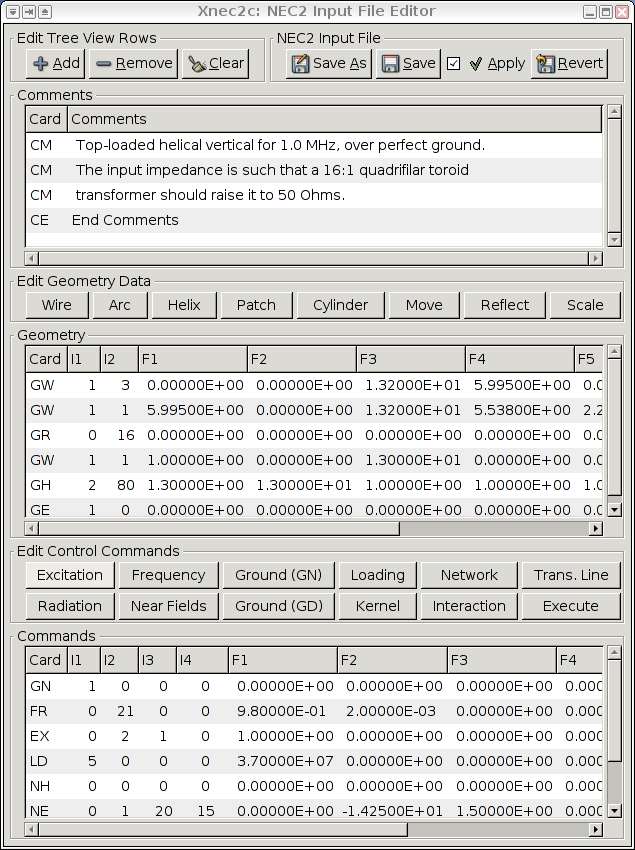 Xnec2c: NEC2 Input File Editor
Edit Tree View Rows NEC2 Input File
Add Remove Clear Save As Save Apply Revert
Comments
Card Comments
CM Top-loaded helical vertical for 1.0 MHz, over perfect ground.
CM The input impedance is such that a 16:1 quadrifilar toroid
CM transformer should raise it to 50 Ohms.
CE End Comments
Edit Geometry Data
Wire Arc Helix Patch Cylinder Move Reflect Scale
Geometry
Card I1 I2 F1 F2 F3 F4 F5
GW 1 3 0.00000E+00 0.00000E+00 1.32000E+01 5.99500E+00 0.0
GW 1 1 5.99500E+00 0.00000E+00 1.32000E+01 5.53800E+00 2.2
GR 0 16 0.00000E+00 0.00000E+00 0.00000E+00 0.00000E+00 0.0
GW 1 1 1.00000E+00 0.00000E+00 1.30000E+01 0.00000E+00 0.0
GH 2 80 1.30000E+00 1.30000E+01 1.00000E+00 1.00000E+00 1.0
GE 1 0 0.00000E+00 0.00000E+00 0.00000E+00 0.00000E+00 0.0
Edit Control Commands
Excitation Frequency Ground (GN) Loading Network Trans. Line
Radiation Near Fields Ground (GD) Kernel Interaction Execute
Commands
Card I1 I2 I3 I4 F1 F2 F3 F4
GN 1 0 0 0 0.00000E+00 0.00000E+00 0.00000E+00 0.000
FR 0 21 0 0 9.80000E-01 2.00000E-03 0.00000E+00 0.000
EX 0 2 1 0 1.00000E+00 0.00000E+00 0.00000E+00 0.000
LD 5 0 0 0 3.70000E+07 0.00000E+00 0.00000E+00 0.000
NH 0 0 0 0 0.00000E+00 0.00000E+00 0.00000E+00 0.000
NE 0 1 20 15 0.00000E+00 -1.42500E+01 1.50000E+00 0.000